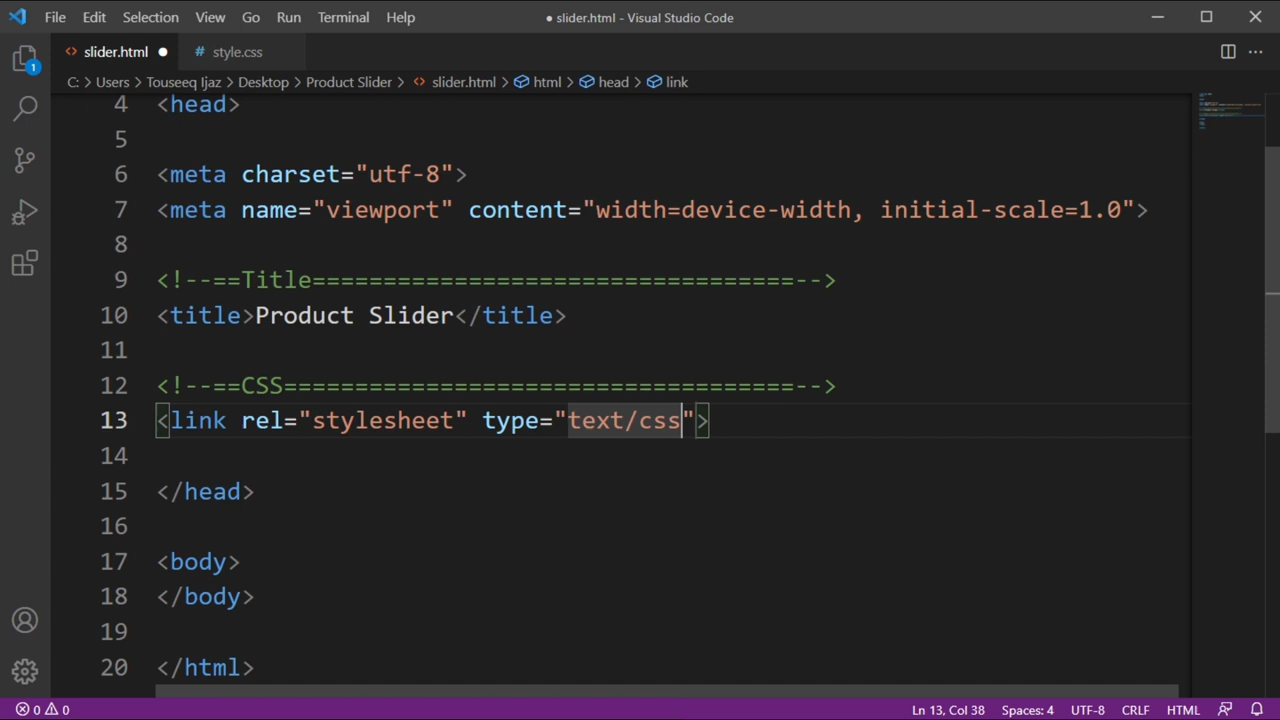 File Edit Selection View Go Run Terminal Help ● slider.html - Visual Studio Code
<> slider.html ● # style.css
C: > Users > Touseeq Ijaz > Desktop > Product Slider > <> slider.html > html > head > link
4 <head>
5
6 <meta charset="utf-8">
7 <meta name="viewport" content="width=device-width, initial-scale=1.0">
8
9 <!--==Title==================================-->
10 <title>Product Slider</title>
11
12 <!--==CSS====================================-->
13 <link rel="stylesheet" type="text/css">
14
15 </head>
16
17 <body>
18 </body>
19
20 </html>
1
0 0 Ln 13, Col 38 Spaces: 4 UTF-8 CRLF HTML